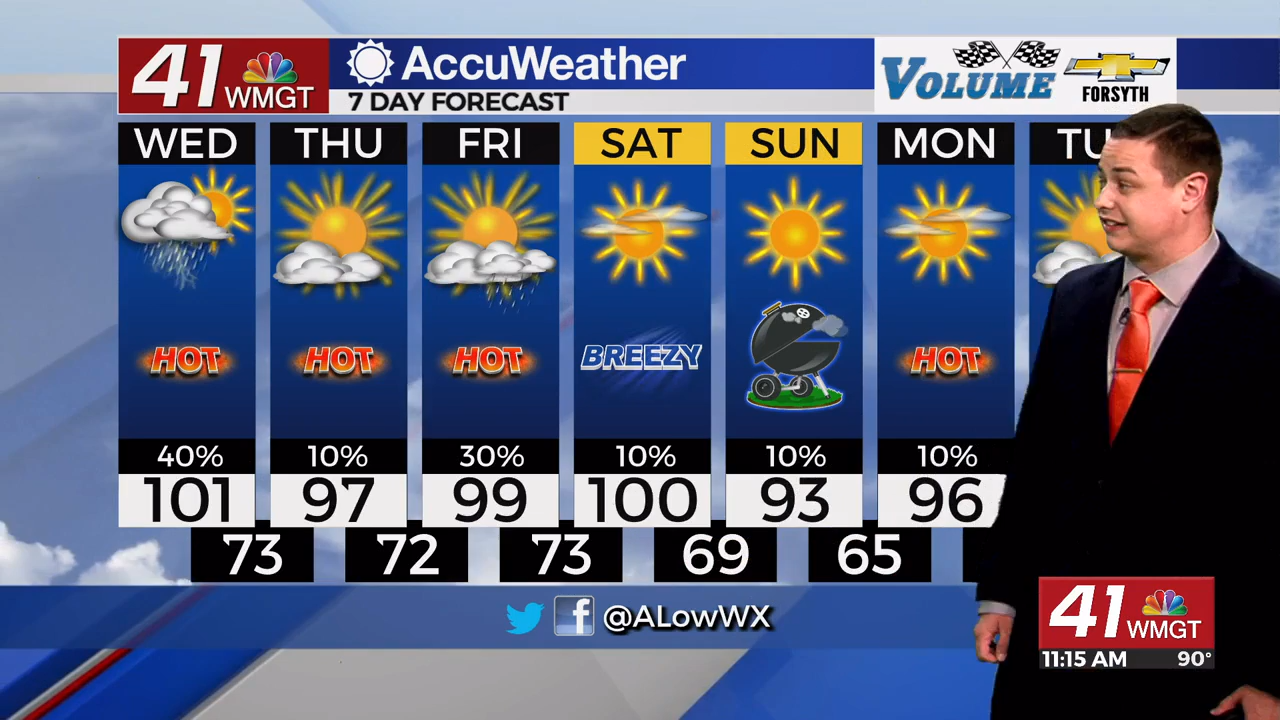 41 WMGT
AccuWeather
7 DAY FORECAST
VOLUME
FORSYTH
WED THU FRI SAT SUN MON TU
HOT HOT HOT BREEZY HOT
40% 10% 30% 10% 10% 10%
101 97 99 100 93 96
73 72 73 69 65
@ALowWX
41 WMGT
11:15 AM 90°